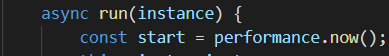 async run(instance) {
const start = performance.now();